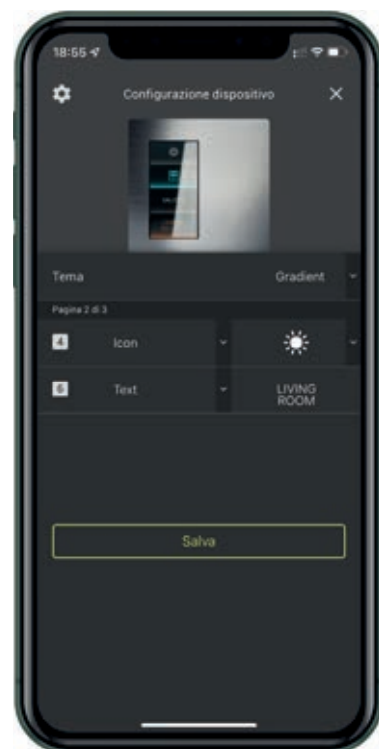 18:55
Configurazione dispositivo
Tema Gradient
Pagina 2 di 3
4 Icon
6 Text LIVING
ROOM
Salva